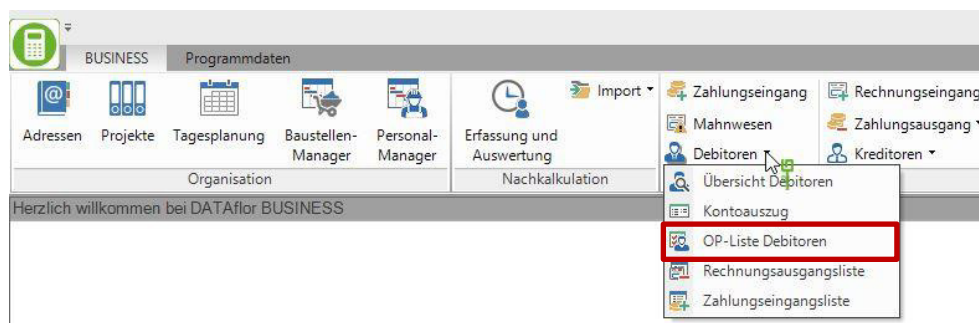 BUSINESS Programmdaten
Adressen Projekte Tagesplanung Baustellen-Manager Personal-Manager
Organisation
Erfassung und Auswertung
Import
Nachkalkulation
Zahlungseingang
Mahnwesen
Debitoren
Rechnungseingang
Zahlungsausgang
Kreditoren
Herzlich willkommen bei DATAflor BUSINESS
Übersicht Debitoren
Kontoauszug
OP-Liste Debitoren
Rechnungsausgangsliste
Zahlungseingangsliste